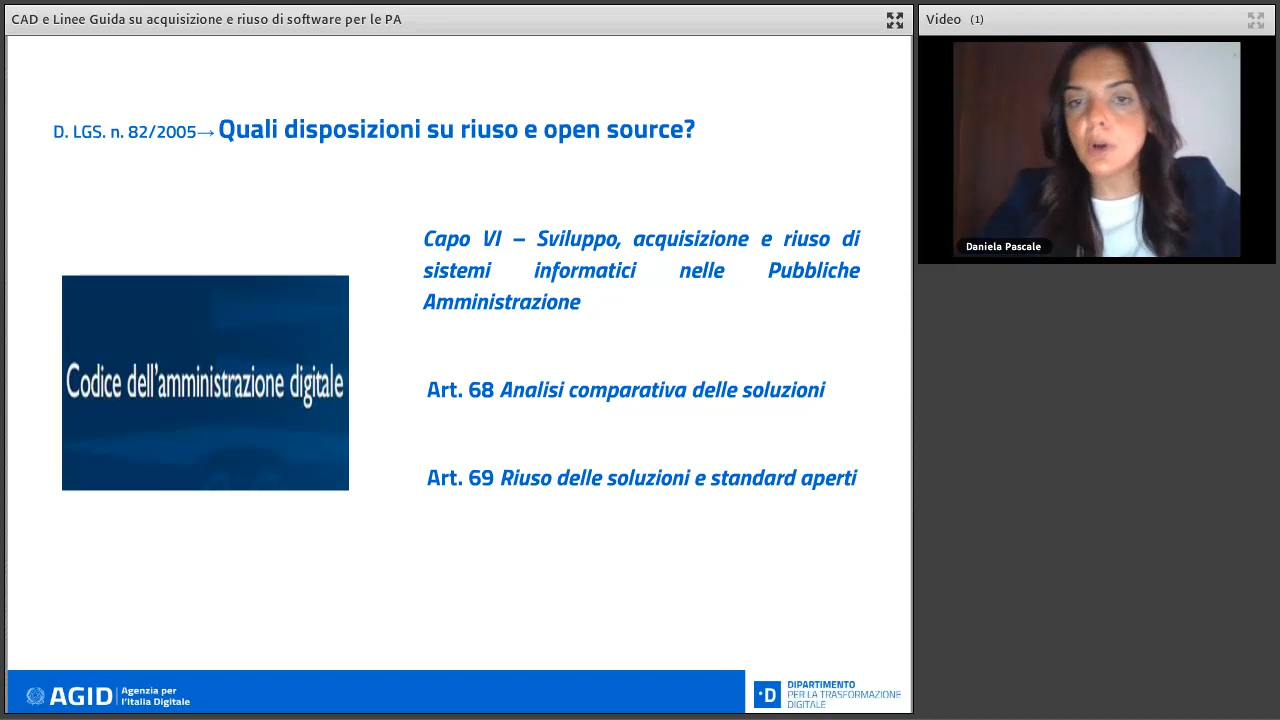 CAD e Linee Guida su acquisizione e riuso di software per le PA
Video (1)
D. LGS. n. 82/2005→ Quali disposizioni su riuso e open source?
Capo VI – Sviluppo, acquisizione e riuso di
sistemi informatici nelle Pubbliche
Amministrazione
Codice dell'amministrazione digitale
Art. 68 Analisi comparativa delle soluzioni
Art. 69 Riuso delle soluzioni e standard aperti
Daniela Pascale
AGID
Agenzia per
l'Italia Digitale
·D
DIPARTIMENTO
PER LA TRASFORMAZIONE
DIGITALE